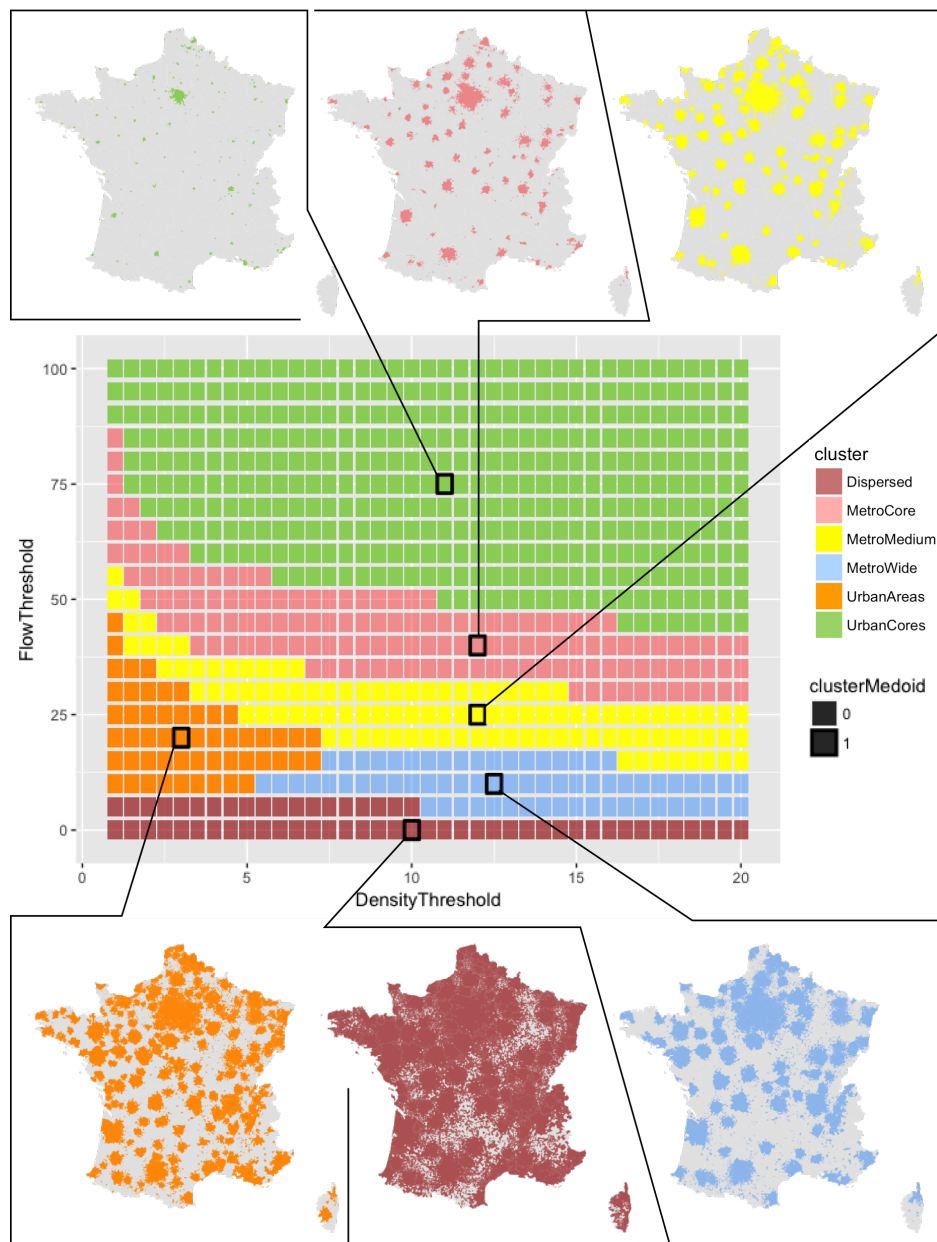 100
75
50
25
0
FlowThreshold
0
5
10
15
20
DensityThreshold
cluster
Dispersed
MetroCore
MetroMedium
MetroWide
UrbanAreas
UrbanCores
clusterMedoid
0
1